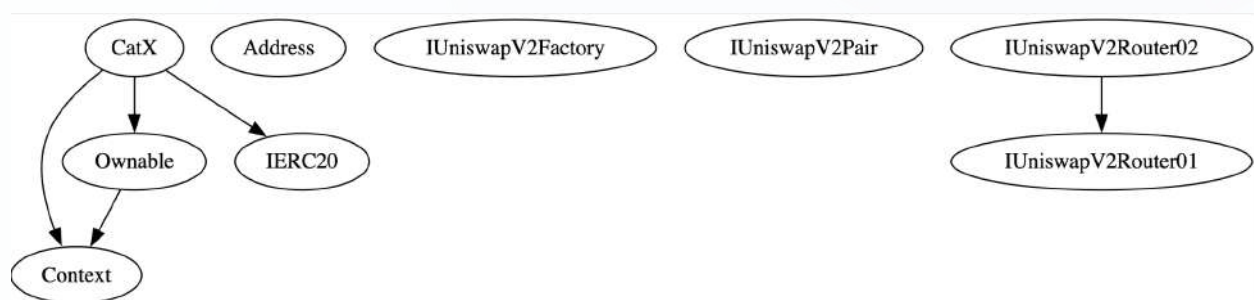 CatX
Address
IUniswapV2Factory
IUniswapV2Pair
IUniswapV2Router02
Ownable
IERC20
IUniswapV2Router01
Context